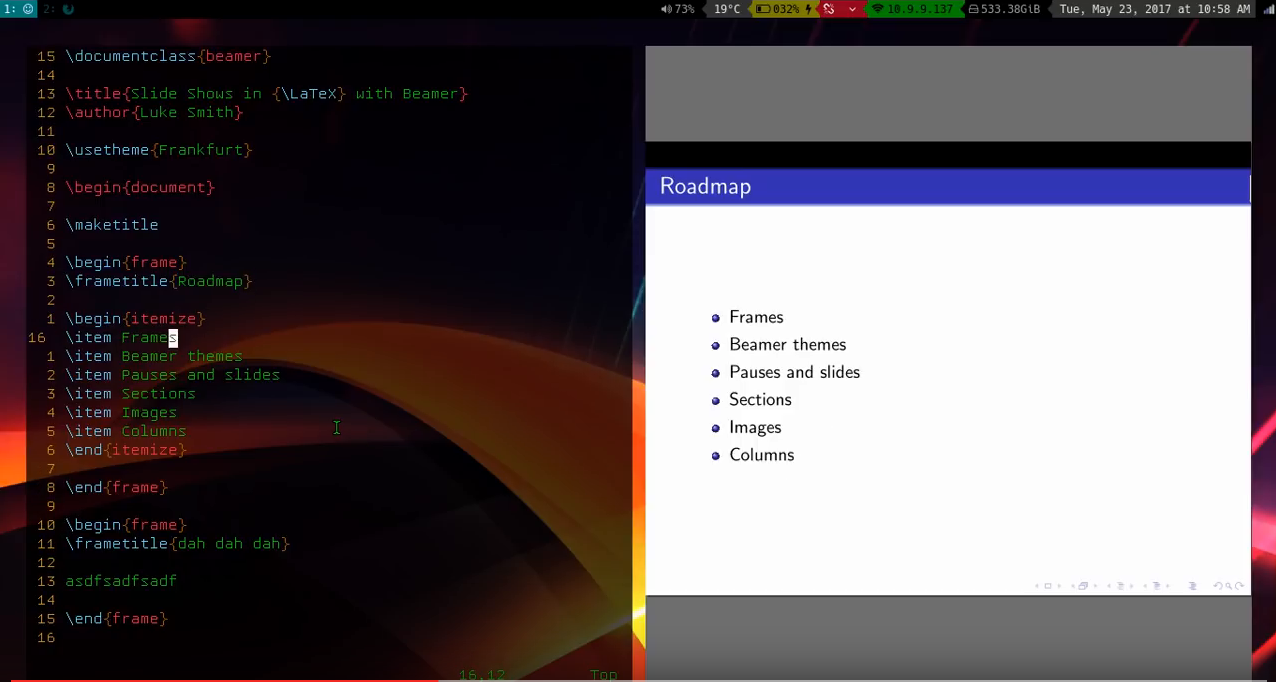 1: 2: 73% 19°C 032% 10.9.9.137 533.38GiB Tue, May 23, 2017 at 10:58 AM
15 \documentclass{beamer}
14
13 \title{Slide Shows in {\LaTeX} with Beamer}
12 \author{Luke Smith}
11
10 \usetheme{Frankfurt}
9
8 \begin{document}
7
6 \maketitle
5
4 \begin{frame}
3 \frametitle{Roadmap}
2
1 \begin{itemize}
16 \item Frames
1 \item Beamer themes
2 \item Pauses and slides
3 \item Sections
4 \item Images
5 \item Columns
6 \end{itemize}
7
8 \end{frame}
9
10 \begin{frame}
11 \frametitle{dah dah dah}
12
13 asdfsadfsadf
14
15 \end{frame}
16
16,12 Top
Roadmap
Frames
Beamer themes
Pauses and slides
Sections
Images
Columns